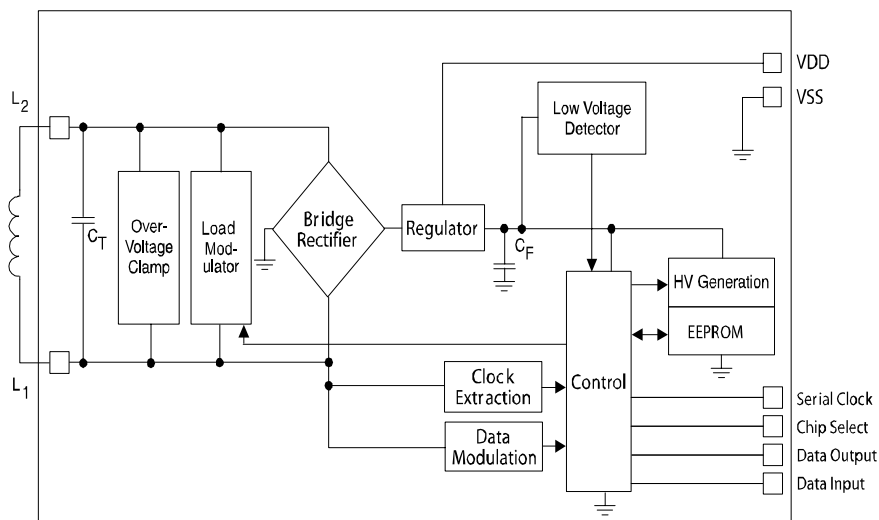 VDD
L2
VSS
Low Voltage
Detector
CT
Over-
Voltage
Clamp
Load
Mod-
ulator
Bridge
Rectifier
Regulator
CF
HV Generation
EEPROM
L1
Clock
Extraction
Control
Serial Clock
Chip Select
Data
Modulation
Data Output
Data Input